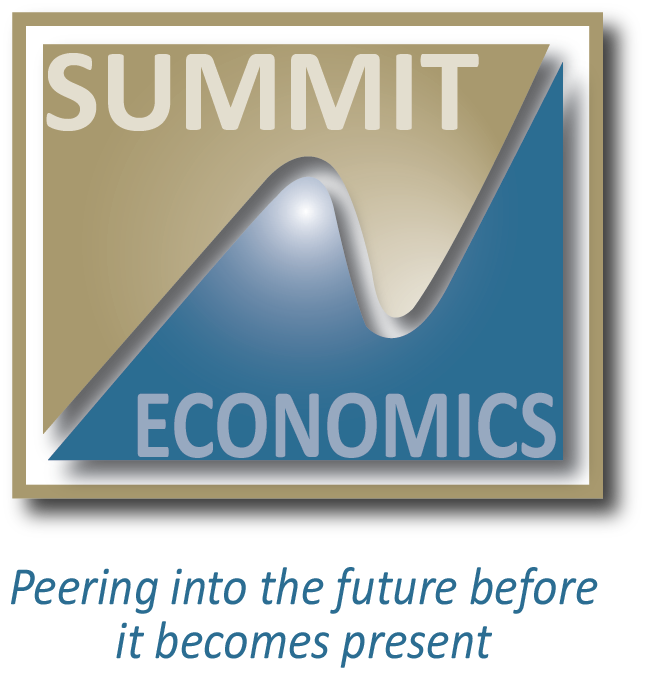 SUMMIT
ECONOMICS
Peering into the future before
it becomes present